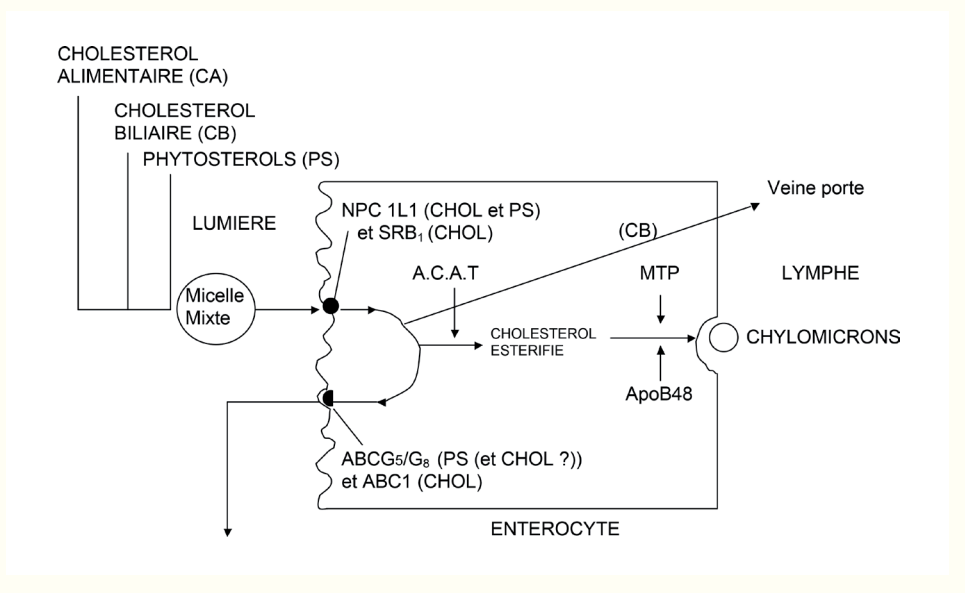 CHOLESTEROL
ALIMENTAIRE (CA)
CHOLESTEROL
BILIAIRE (CB)
PHYTOSTEROLS (PS)
LUMIERE
Micelle
Mixte
NPC 1L1 (CHOL et PS)
et SRB₁ (CHOL)
(CB)
Veine porte
A.C.A.T
MTP
LYMPHE
CHOLESTEROL
ESTERIFIE
CHYLOMICRONS
ApoB48
ABCG5/G₈ (PS (et CHOL ?))
et ABC1 (CHOL)
ENTEROCYTE